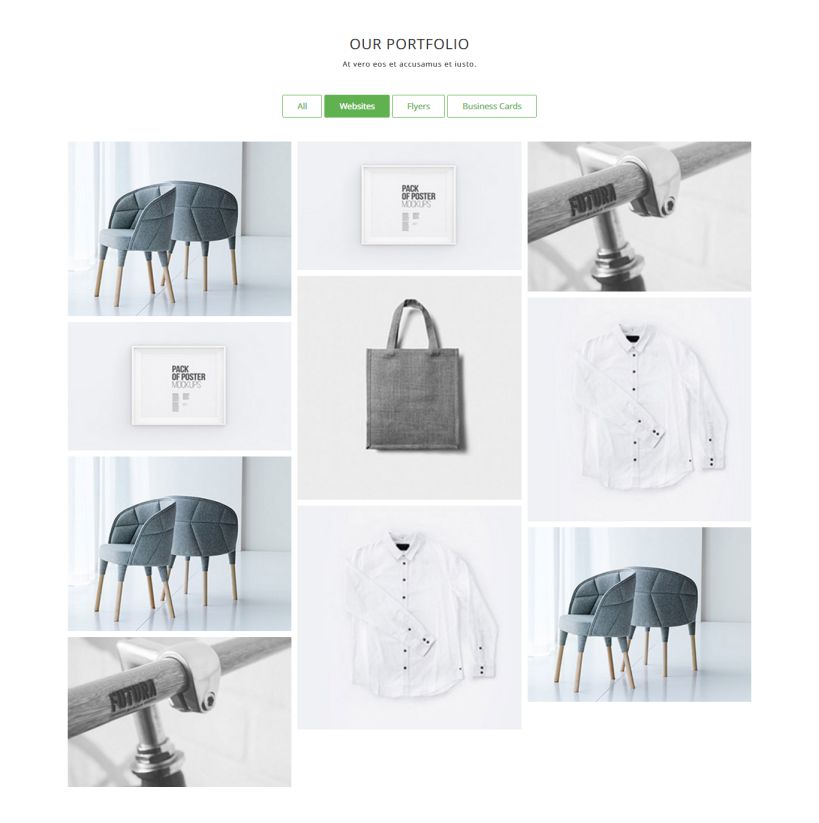 OUR PORTFOLIO
At vero eos et accusamus et iusto.
All
Websites
Flyers
Business Cards
PACK
OF POSTER
MOCKUPS
FUTURA
PACK
OF POSTER
MOCKUPS
FUTURA